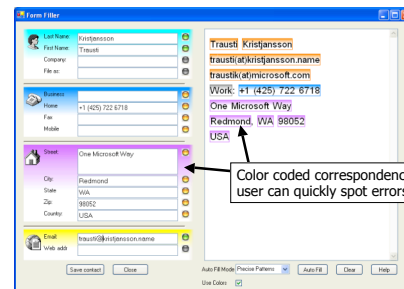 Form Filler
Last Name: Kristjansson
First Name: Trausti
Company:
File as:
Business
Home +1 (425) 722 6718
Fax
Mobile
Street One Microsoft Way
City Redmond
State WA
Zip 98052
Country USA
Email trausti@kristjansson.name
Web addr
Save contact Close
Trausti Kristjansson
trausti(at)kristjansson.name
traustik(at)microsoft.com
Work: +1 (425) 722 6718
One Microsoft Way
Redmond, WA 98052
USA
Color coded correspondenc
user can quickly spot errors
Auto Fill Mode Precise Patterns Auto Fill Clear Help
Use Colors